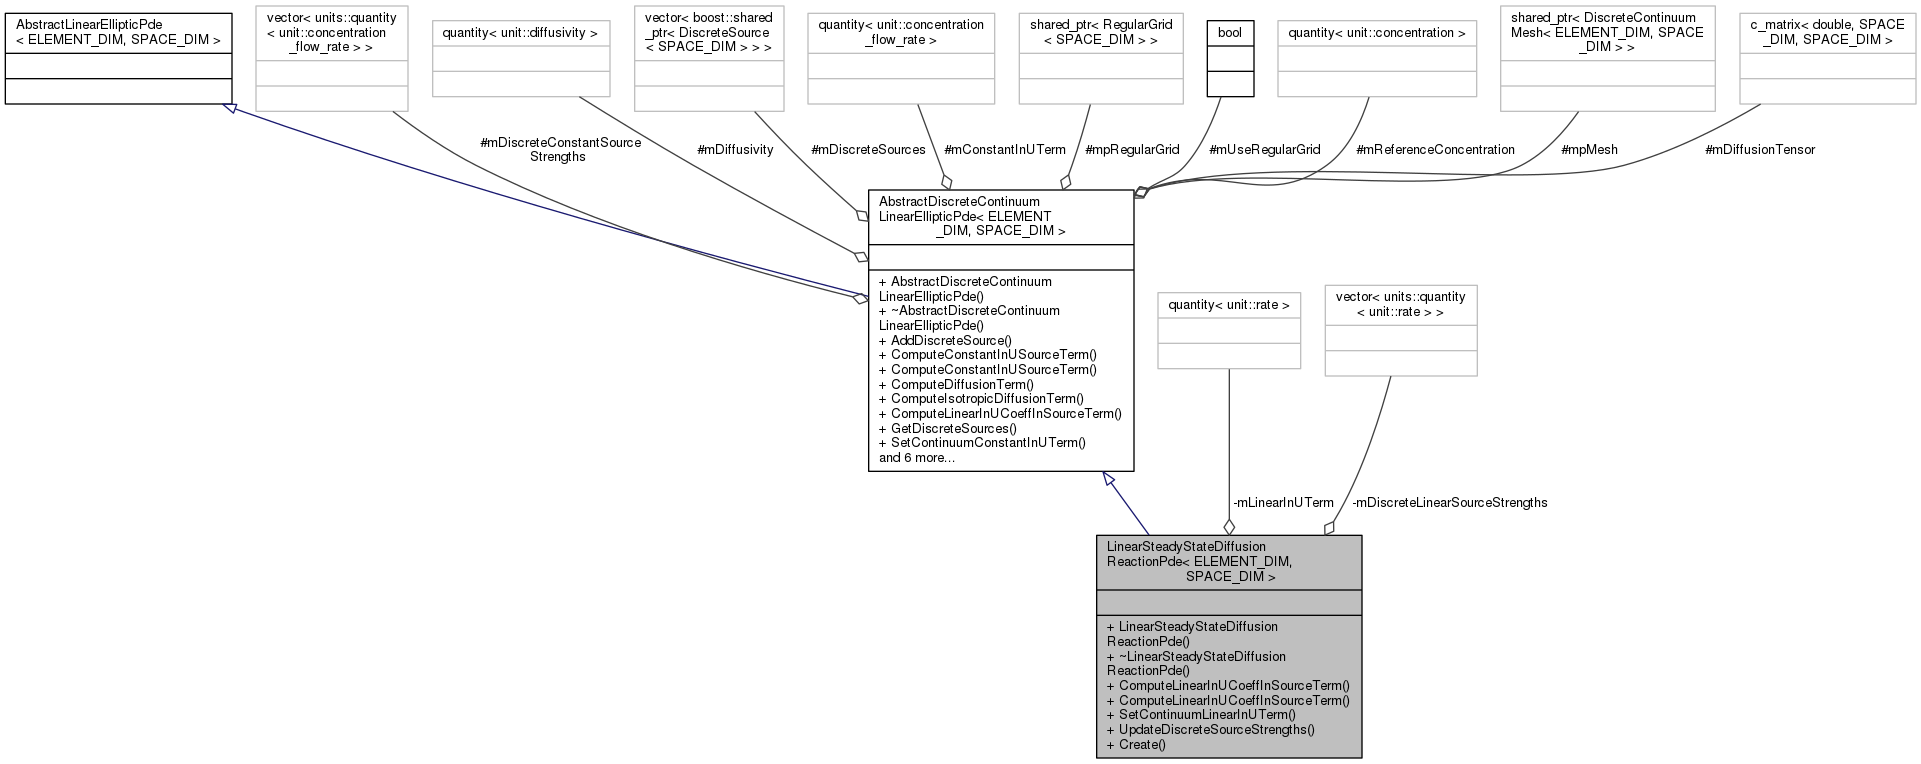 AbstractLinearEllipticPde
< ELEMENT_DIM, SPACE_DIM >
vector< units::quantity
< unit::concentration
_flow_rate > >
quantity< unit::diffusivity >
vector< boost::shared
_ptr< DiscreteSource
< SPACE_DIM > > >
quantity< unit::concentration
_flow_rate >
shared_ptr< RegularGrid
< SPACE_DIM > >
bool
quantity< unit::concentration >
shared_ptr< DiscreteContinuum
Mesh< ELEMENT_DIM, SPACE
_DIM > >
c_matrix< double, SPACE
_DIM, SPACE_DIM >
#mDiscreteConstantSource
Strengths
#mDiffusivity
#mDiscreteSources
#mConstantInUTerm
#mpRegularGrid
#mUseRegularGrid
#mReferenceConcentration
#mpMesh
#mDiffusionTensor
AbstractDiscreteContinuum
LinearEllipticPde< ELEMENT
_DIM, SPACE_DIM >
+ AbstractDiscreteContinuum
LinearEllipticPde()
+ ~AbstractDiscreteContinuum
LinearEllipticPde()
+ AddDiscreteSource()
+ ComputeConstantInUSourceTerm()
+ ComputeConstantInUSourceTerm()
+ ComputeDiffusionTerm()
+ ComputeIsotropicDiffusionTerm()
+ ComputeLinearInUCoeffInSourceTerm()
+ GetDiscreteSources()
+ SetContinuumConstantInUTerm()
and 6 more...
quantity< unit::rate >
vector< units::quantity
< unit::rate > >
-mLinearInUTerm
-mDiscreteLinearSourceStrengths
LinearSteadyStateDiffusion
ReactionPde< ELEMENT_DIM,
SPACE_DIM >
+ LinearSteadyStateDiffusion
ReactionPde()
+ ~LinearSteadyStateDiffusion
ReactionPde()
+ ComputeLinearInUCoeffInSourceTerm()
+ ComputeLinearInUCoeffInSourceTerm()
+ SetContinuumLinearInUTerm()
+ UpdateDiscreteSourceStrengths()
+ Create()